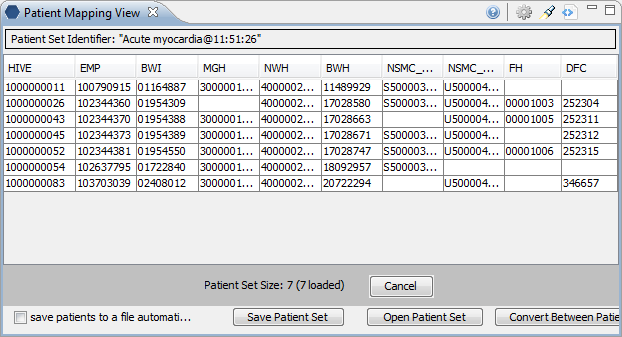 Patient Mapping View
Patient Set Identifier: "Acute myocardia@11:51:26"
HIVE EMP BWI MGH NWH BWH NSMC_... NSMC_... FH DFC
1000000011 100790915 01164887 3000001... 4000002... 11489929 S500003... U500004...
1000000026 102344360 01954309 4000002... 17028580 S500003... U500004... 00001003 252304
1000000043 102344370 01954388 3000001... 4000002... 17028663 U500004... 00001005 252311
1000000045 102344373 01954389 3000001... 4000002... 17028671 S500003... U500004... 252312
1000000052 102344381 01954550 3000001... 4000002... 17028747 S500003... U500004... 00001006 252315
1000000054 102637795 01722840 3000001... 4000002... 18092957 S500003...
1000000083 103703039 02408012 3000001... 4000002... 20722294 U500004... 346657
Patient Set Size: 7 (7 loaded) Cancel
save patients to a file automati... Save Patient Set Open Patient Set Convert Between Patie